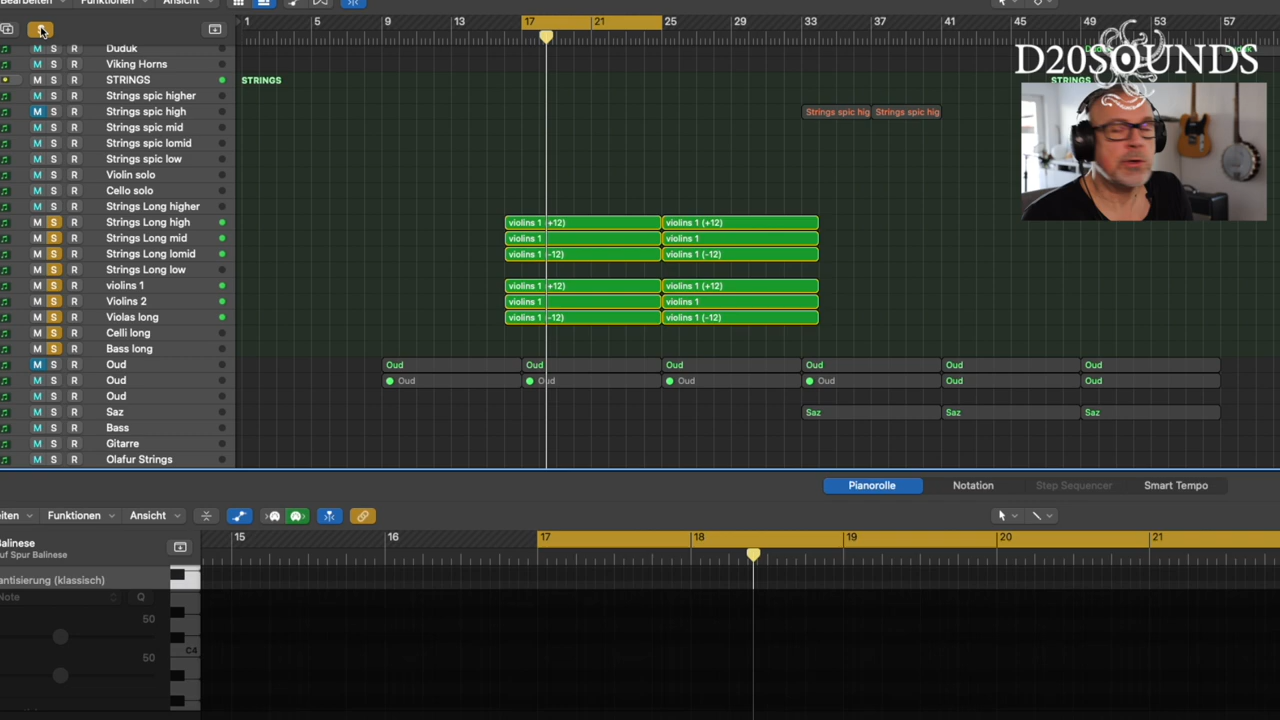 Bearbeiten Funktionen Ansicht
1 5 9 13 17 21 25 29 33 37 41 45 49 53 57
M S R Duduk
M S R Viking Horns
M S R STRINGS STRINGS STRINGS
M S R Strings spic higher
M S R Strings spic high Strings spic hig Strings spic hig
M S R Strings spic mid
M S R Strings spic lomid
M S R Strings spic low
M S R Violin solo
M S R Cello solo
M S R Strings Long higher
M S R Strings Long high violins 1 (+12) violins 1 (+12)
M S R Strings Long mid violins 1 violins 1
M S R Strings Long lomid violins 1 (-12) violins 1 (-12)
M S R Strings Long low
M S R violins 1 violins 1 (+12) violins 1 (+12)
M S R Violins 2 violins 1 violins 1
M S R Violas long violins 1 (-12) violins 1 (-12)
M S R Celli long
M S R Bass long
M S R Oud Oud Oud Oud Oud Oud Oud
M S R Oud Oud Oud Oud Oud Oud Oud
M S R Oud
M S R Saz Saz Saz Saz
M S R Bass
M S R Gitarre
M S R Olafur Strings
D20SOUNDS
Pianorolle Notation Step Sequencer Smart Tempo
iten Funktionen Ansicht
Balinese
uf Spur Balinese
15 16 17 18 19 20 21
antisierung (klassisch)
Note Q
50
50
C4